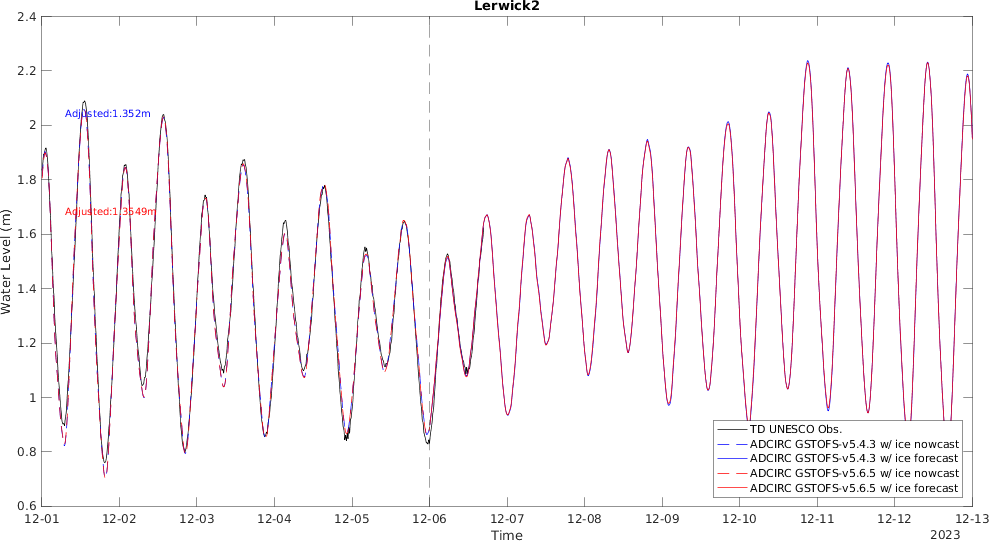 Lerwick2
Water Level (m)
2.4
2.2
2
1.8
1.6
1.4
1.2
1
0.8
0.6
Adjusted:1.352m
Adjusted:1.3549m
TD UNESCO Obs.
ADCIRC GSTOFS-v5.4.3 w/ ice nowcast
ADCIRC GSTOFS-v5.4.3 w/ ice forecast
ADCIRC GSTOFS-v5.6.5 w/ ice nowcast
ADCIRC GSTOFS-v5.6.5 w/ ice forecast
12-01 12-02 12-03 12-04 12-05 12-06 12-07 12-08 12-09 12-10 12-11 12-12 12-13
Time
2023